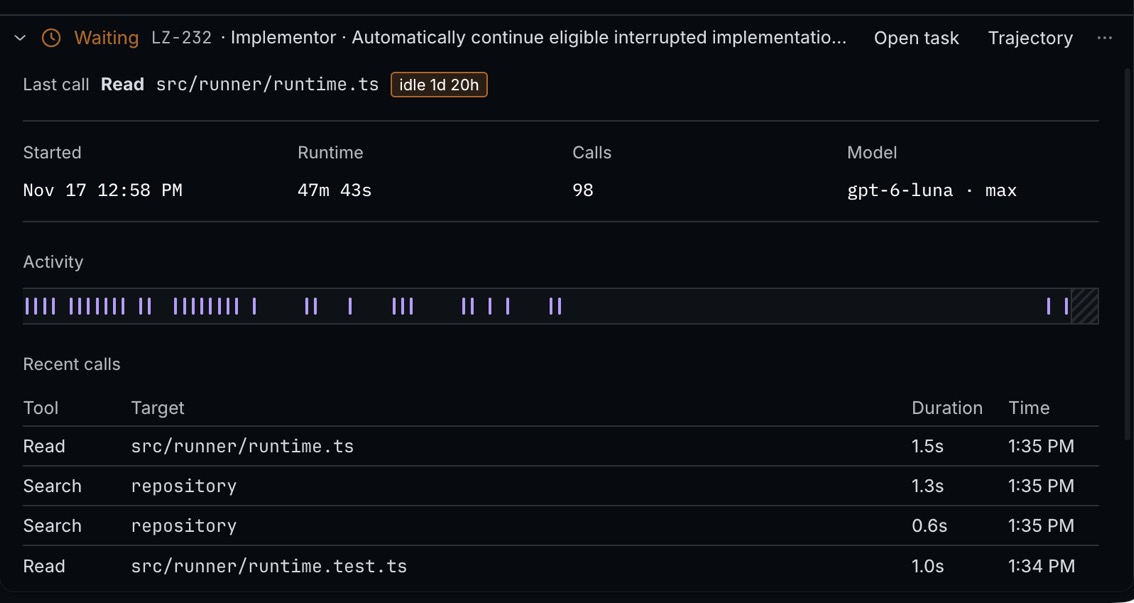 Waiting LZ-232 · Implementor · Automatically continue eligible interrupted implementatio... Open task Trajectory ...
Last call Read src/runner/runtime.ts idle 1d 20h
Started Runtime Calls Model
Nov 17 12:58 PM 47m 43s 98 gpt-6-luna · max
Activity
Recent calls
Tool Target Duration Time
Read src/runner/runtime.ts 1.5s 1:35 PM
Search repository 1.3s 1:35 PM
Search repository 0.6s 1:35 PM
Read src/runner/runtime.test.ts 1.0s 1:34 PM